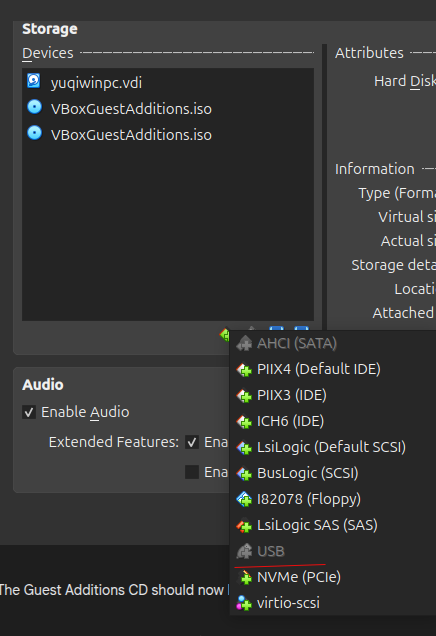 Storage
Devices
yuqiwinpc.vdi
VBoxGuestAdditions.iso
VBoxGuestAdditions.iso
Attributes
Hard Disk
Information
Type (Forma
Virtual si
Actual si
Storage deta
Locati
Attached
AHCI (SATA)
PIIX4 (Default IDE)
PIIX3 (IDE)
ICH6 (IDE)
LsiLogic (Default SCSI)
BusLogic (SCSI)
I82078 (Floppy)
LsiLogic SAS (SAS)
USB
NVMe (PCIe)
virtio-scsi
Audio
Enable Audio
Extended Features: Ena
Ena
The Guest Additions CD should now